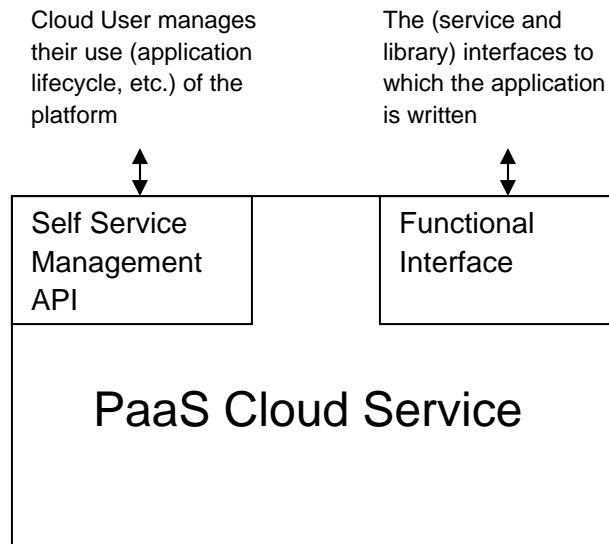 Cloud User manages
their use (application
lifecycle, etc.) of the
platform
The (service and
library) interfaces to
which the application
is written
Self Service
Management
API
Functional
Interface
PaaS Cloud Service